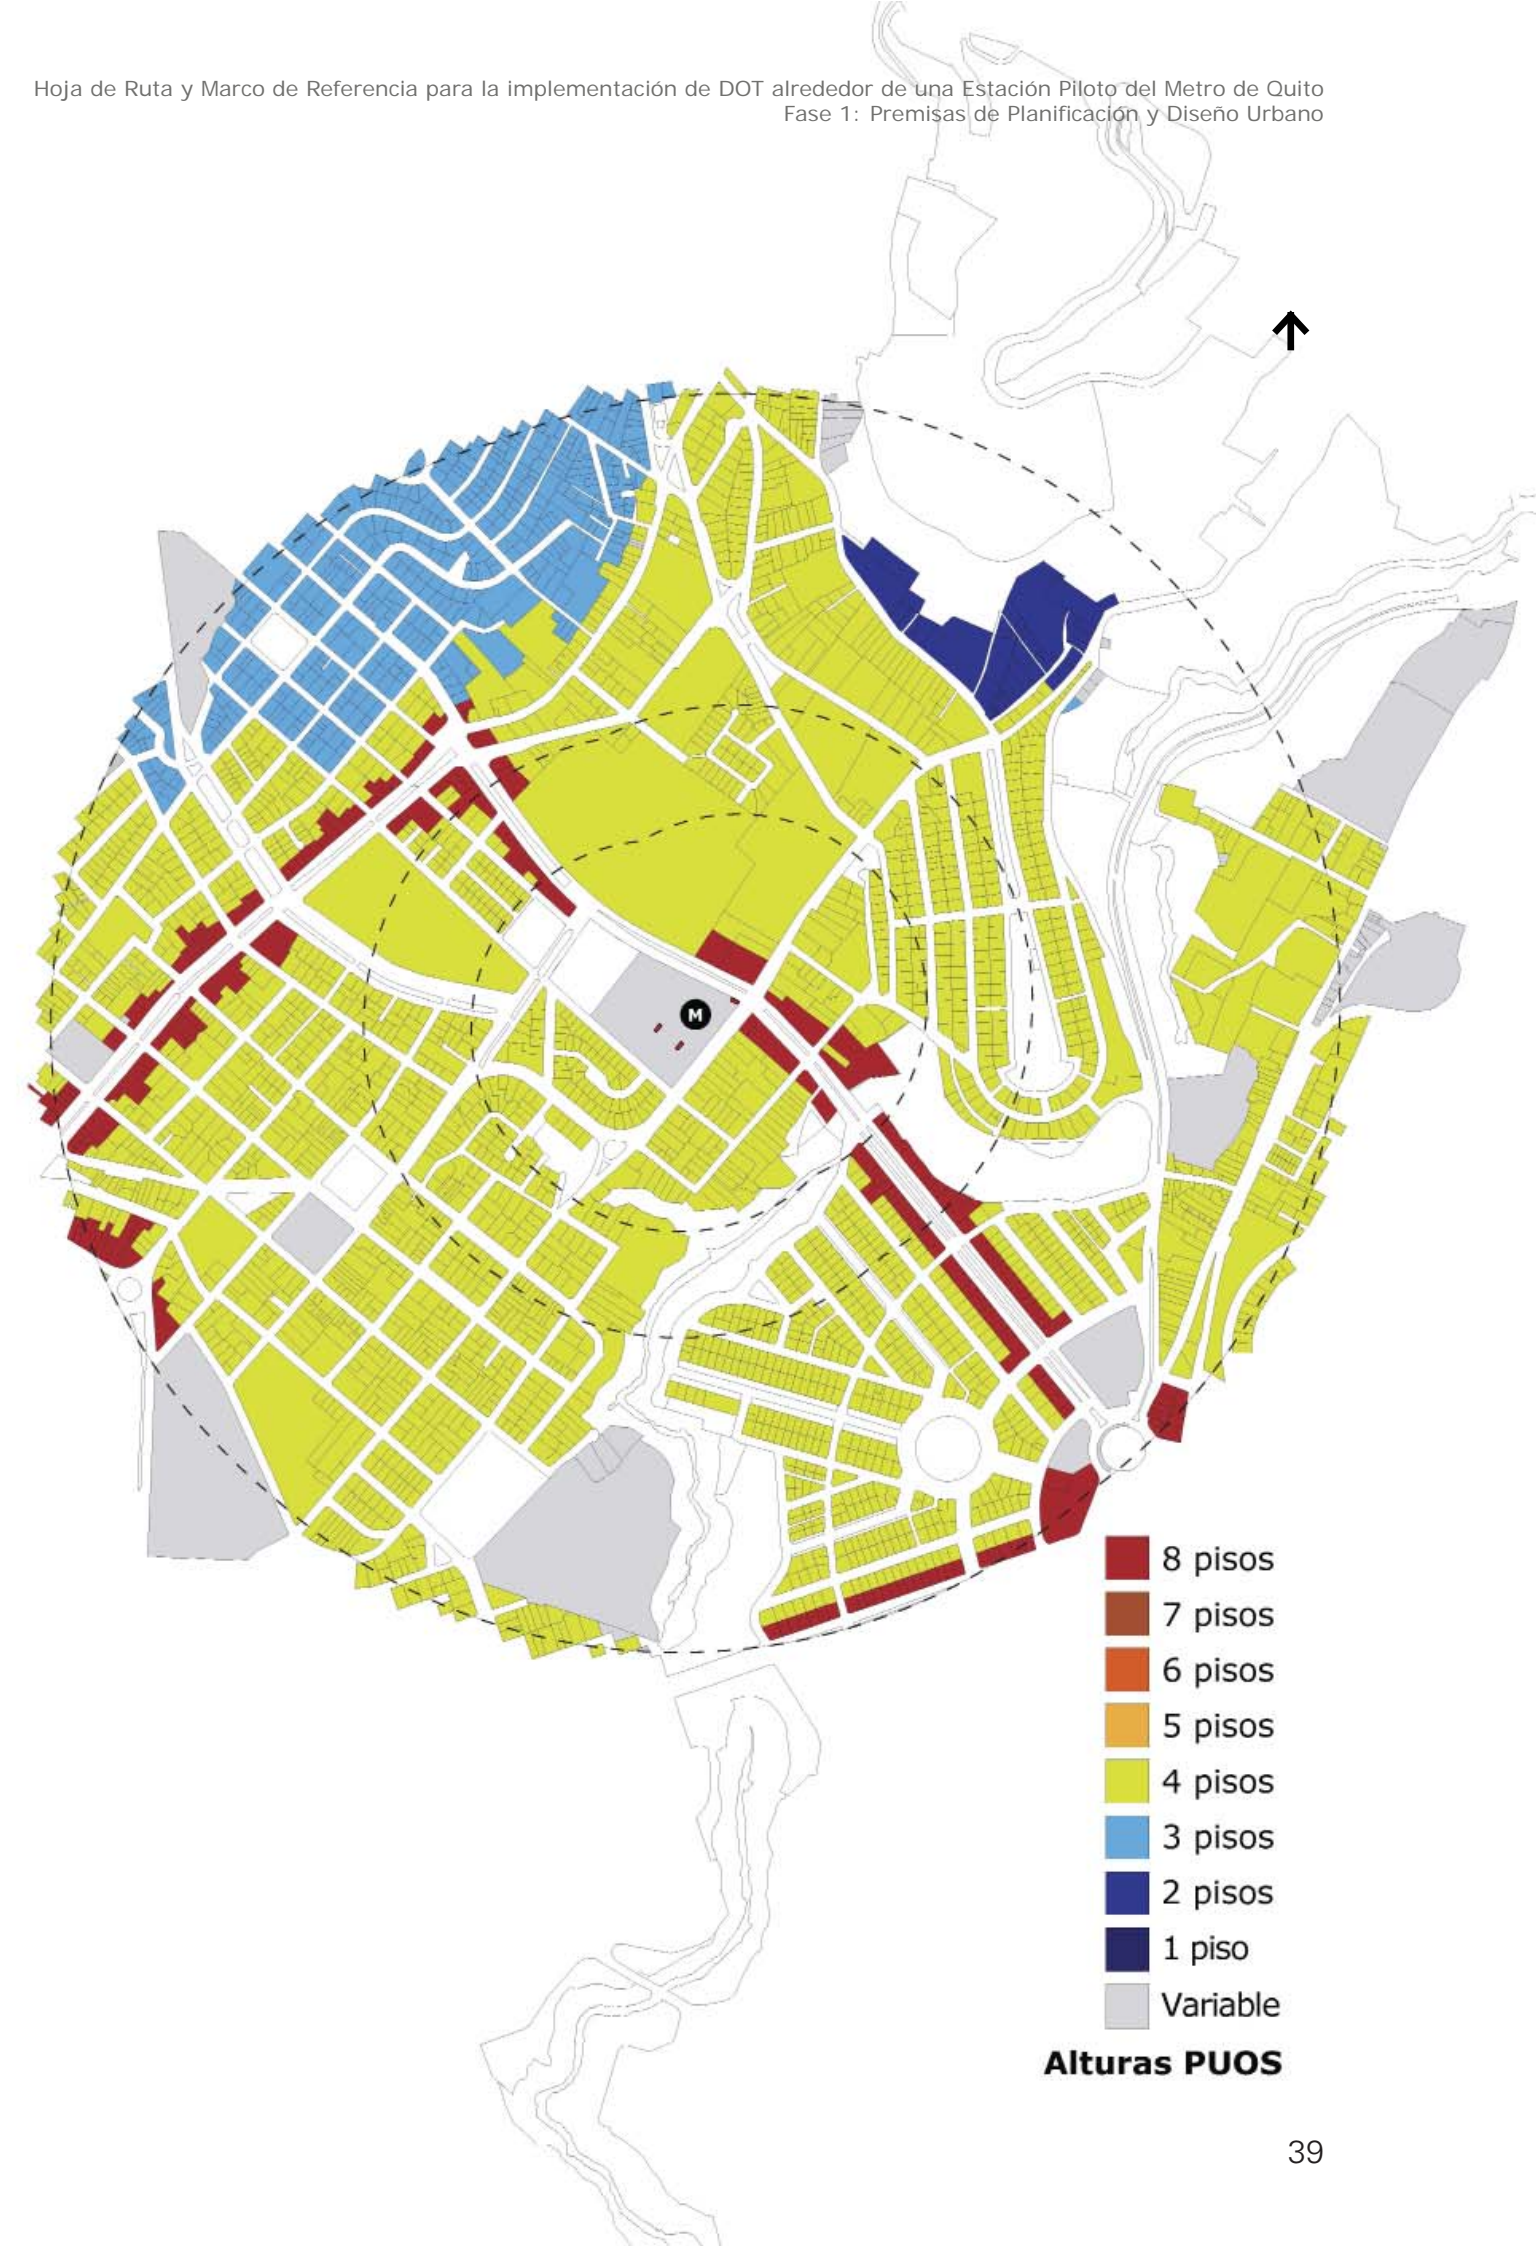 Hoja de Ruta y Marco de Referencia para la implementación de DOT alrededor de una Estación Piloto del Metro de Quito
Fase 1: Premisas de Planificación y Diseño Urbano
M
8 pisos
7 pisos
6 pisos
5 pisos
4 pisos
3 pisos
2 pisos
1 piso
Variable
Alturas PUOS
39